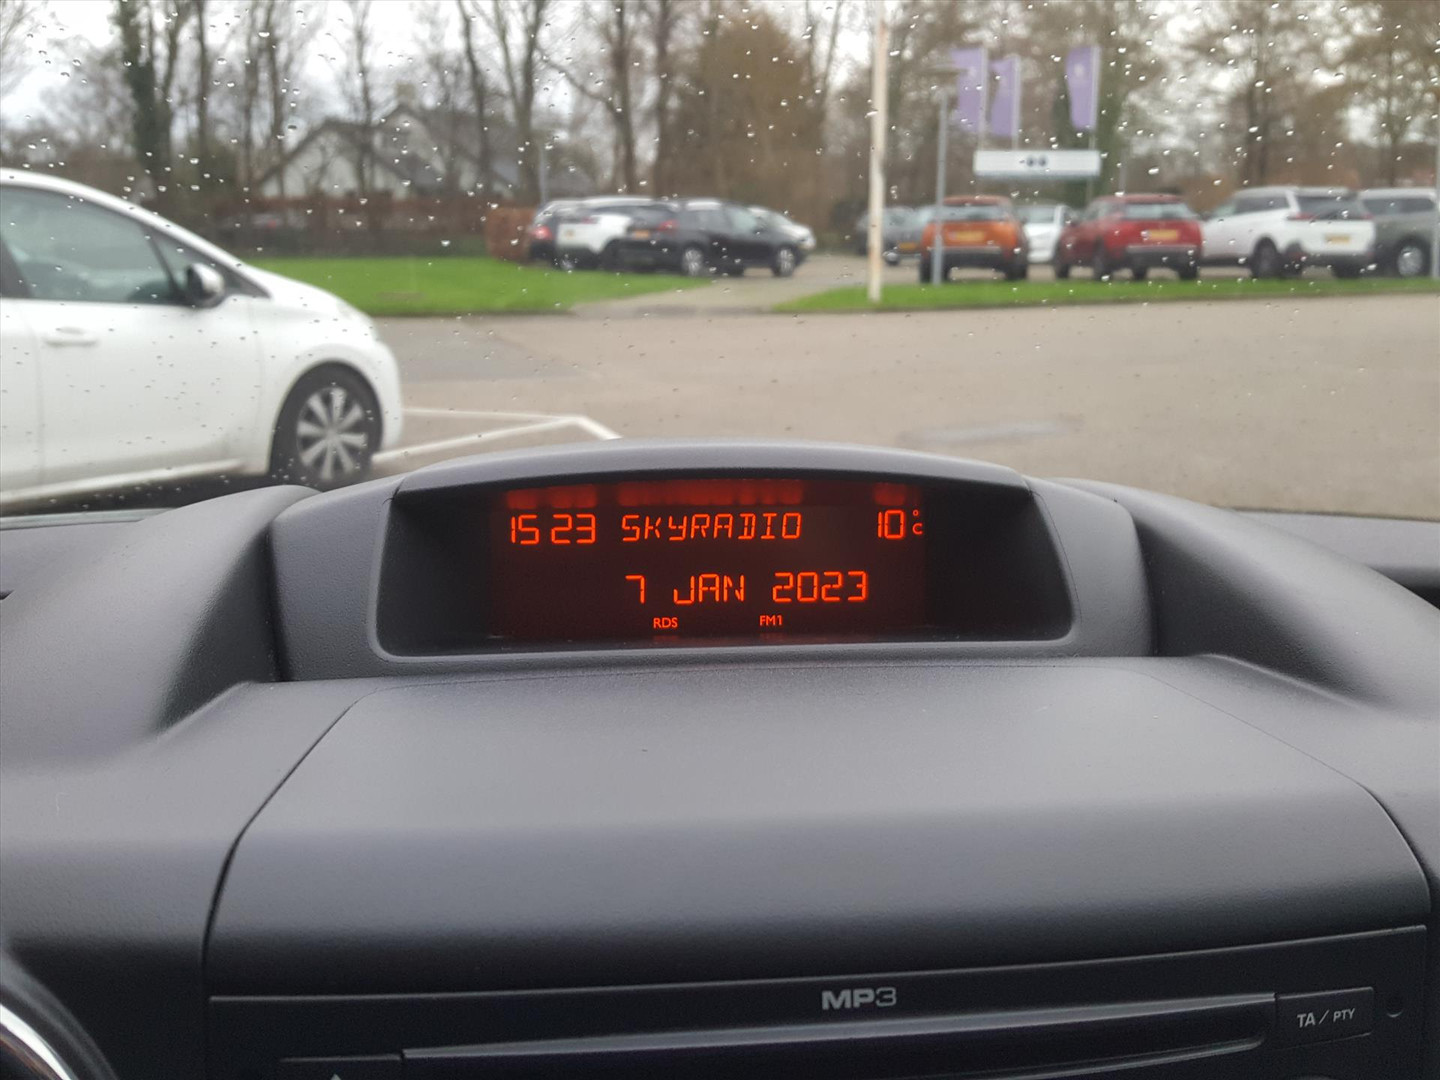 15 23 SKYRADIO 10°C
7 JAN 2023
RDS FM1
MP3
TA / PTY